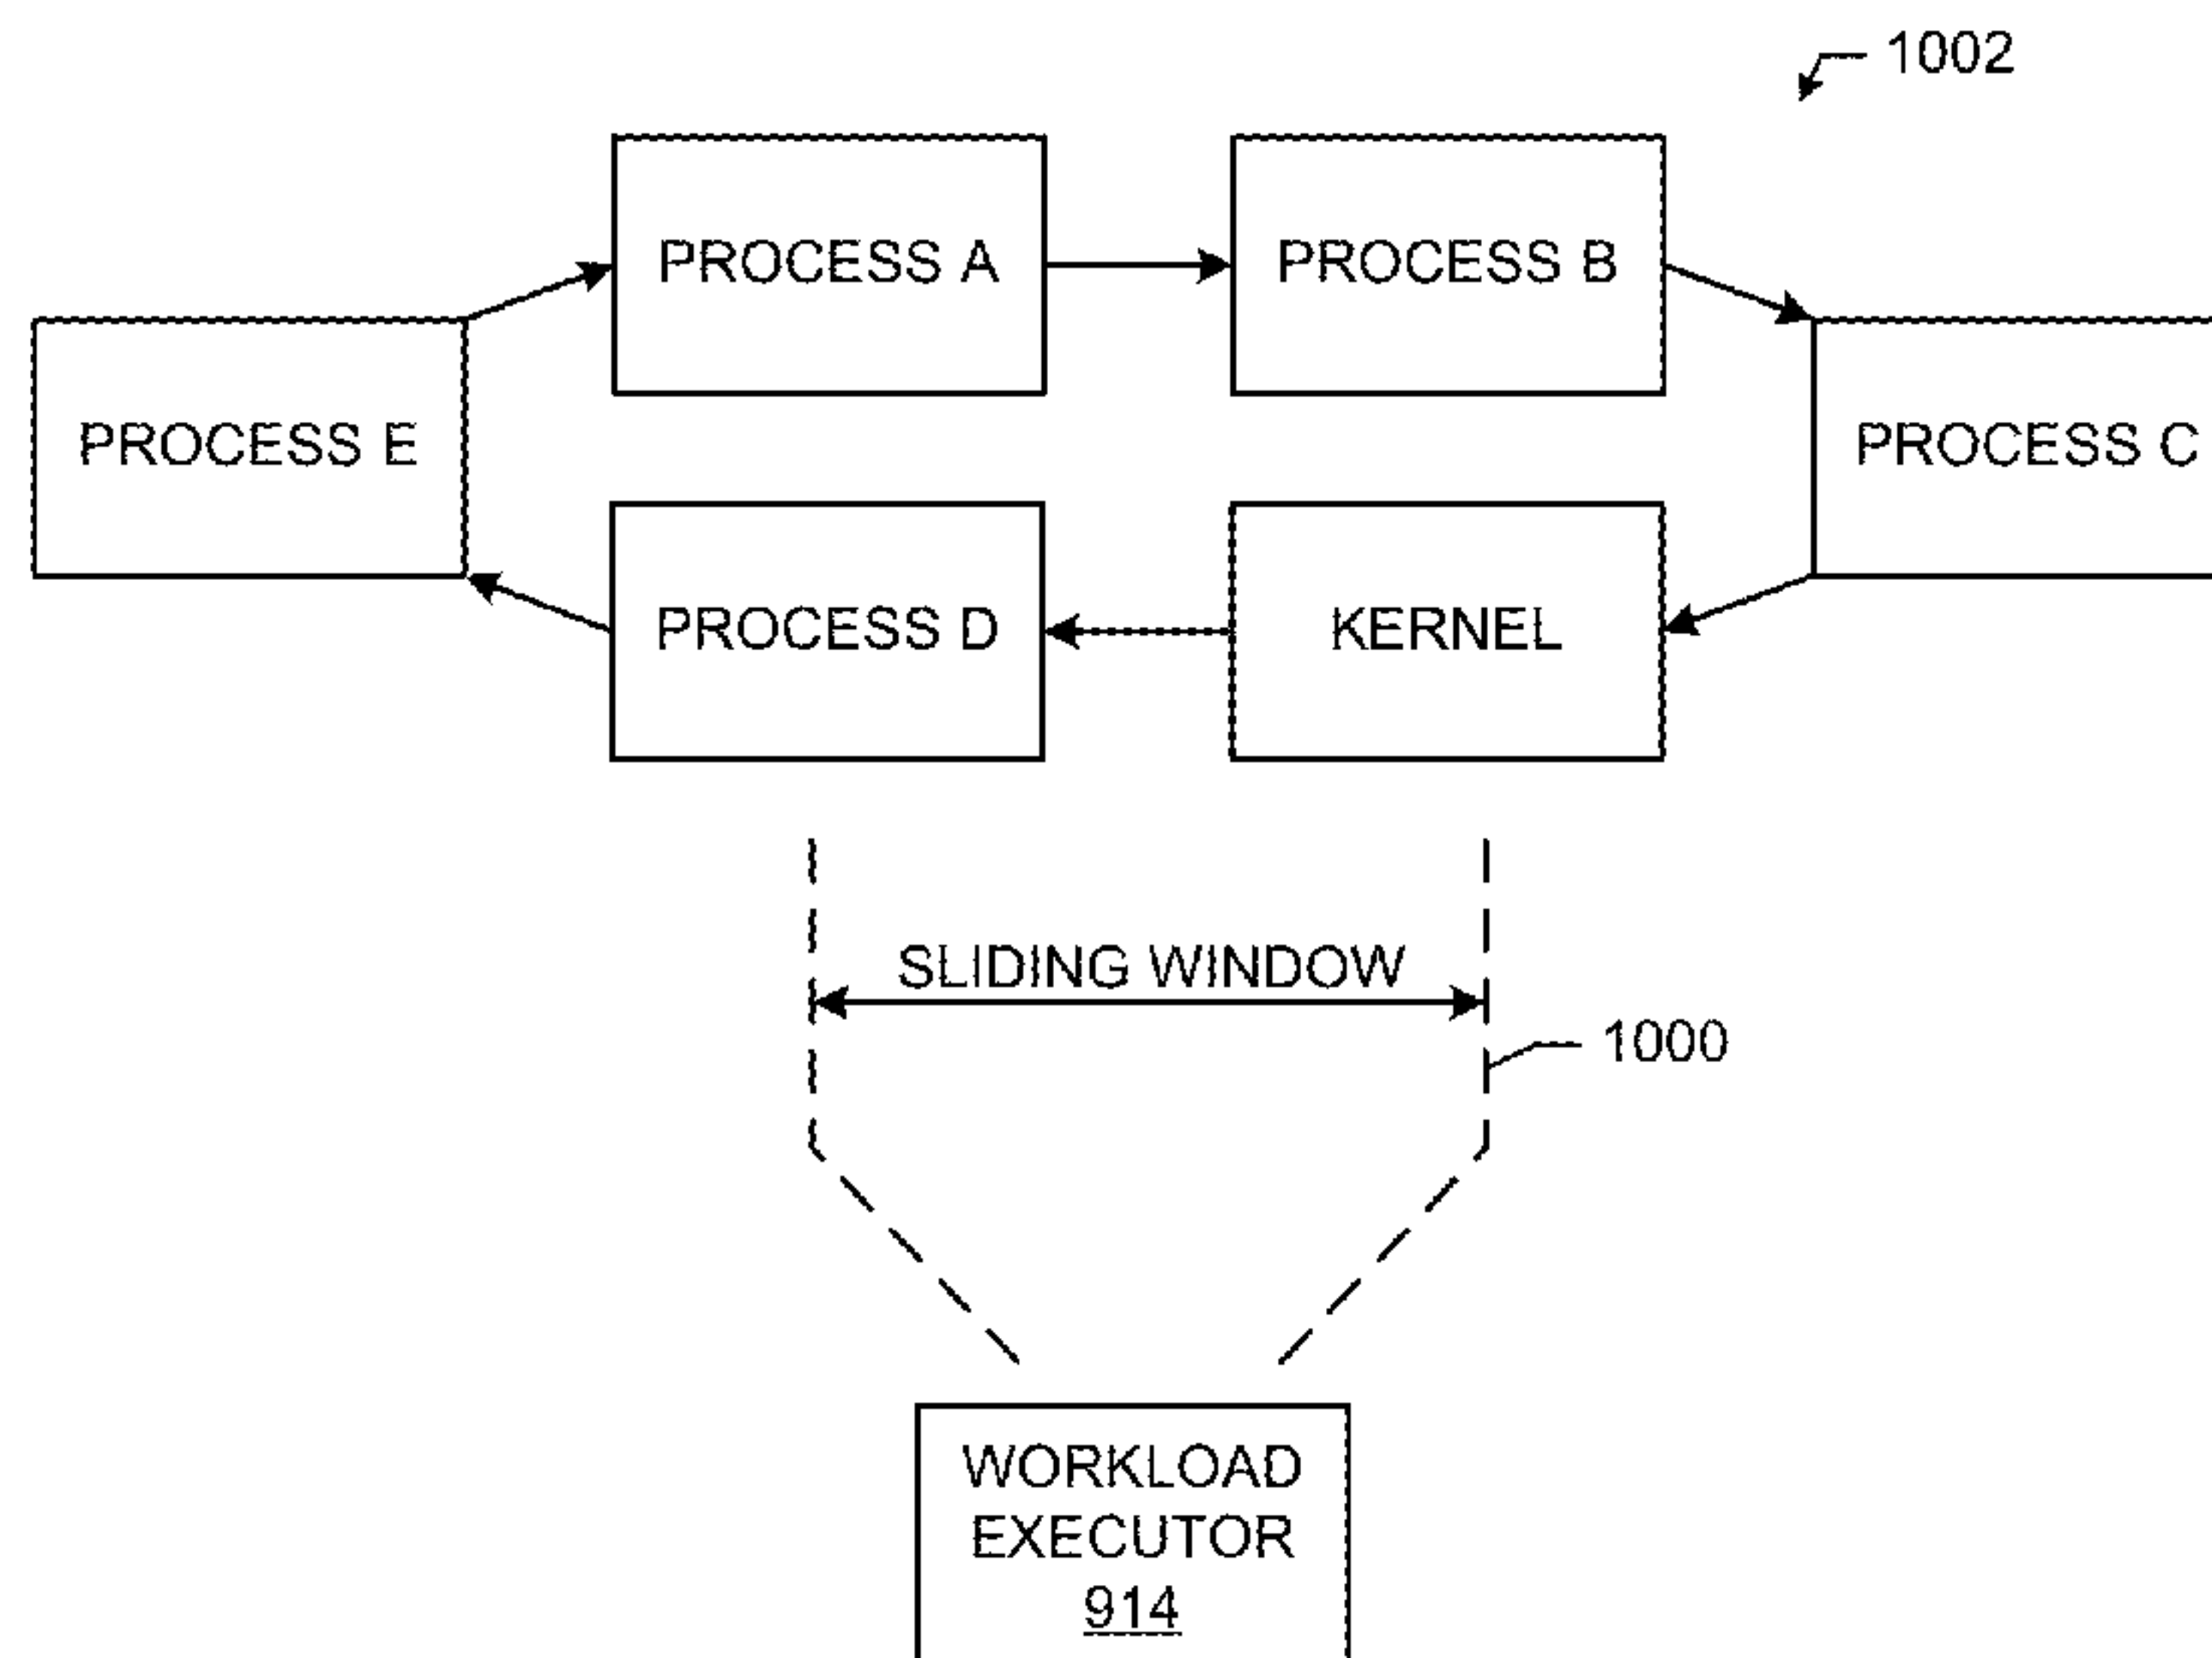 1002
PROCESS A
PROCESS B
PROCESS E
PROCESS C
PROCESS D
KERNEL
SLIDING WINDOW
1000
WORKLOAD
EXECUTOR
914